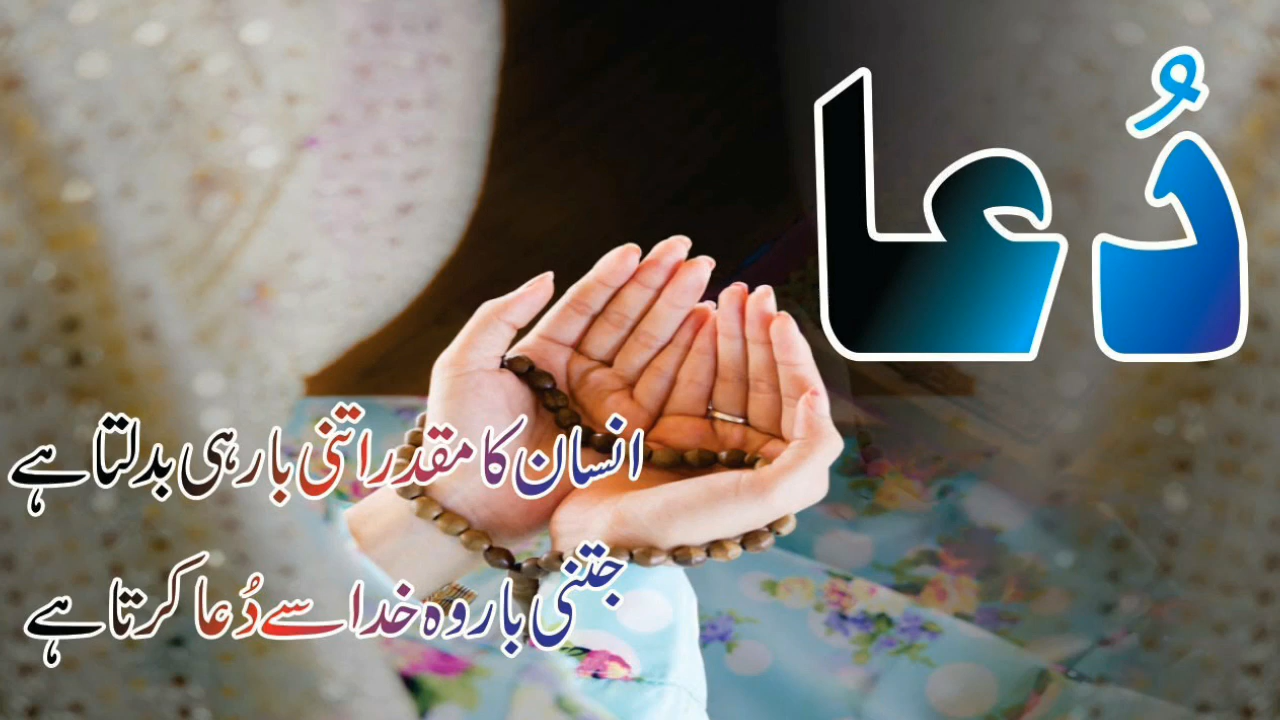 دُعا
انسان کا مقدر اتنی بار ہی بدلتا ہے
جتنی بار وہ خدا سے دُعا کرتا ہے